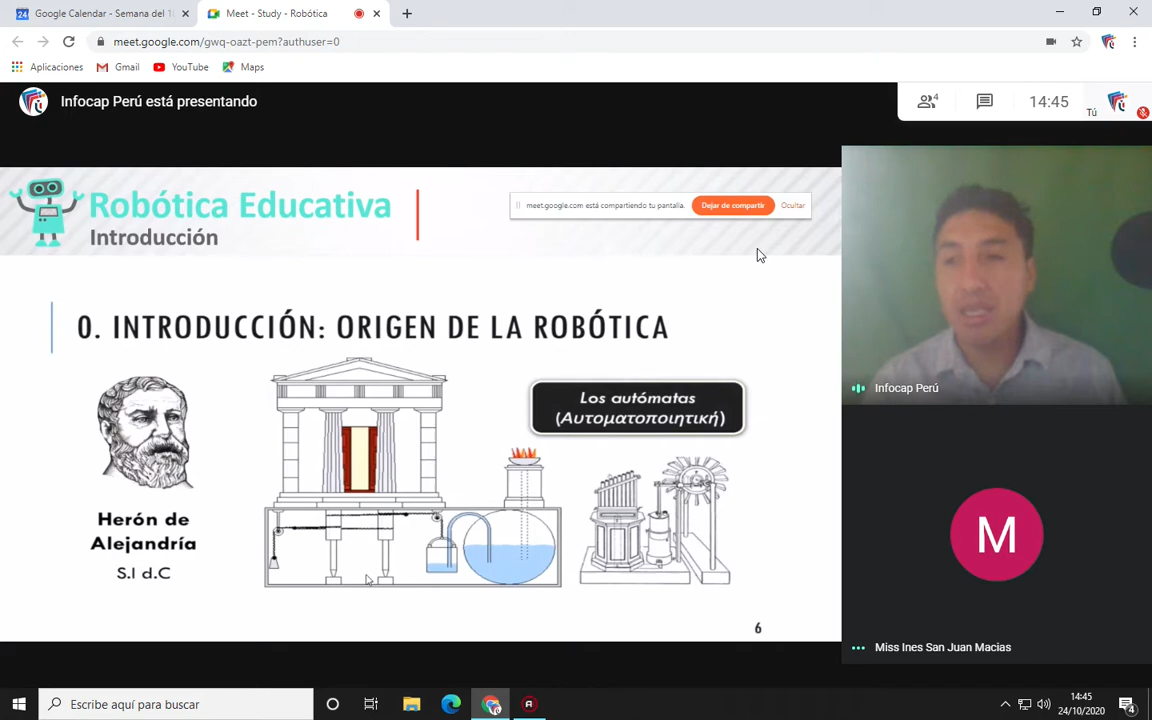 Google Calendar - Semana del 1
Meet - Study - Robótica
meet.google.com/gwq-oazt-pem?authuser=0
Aplicaciones
Gmail
YouTube
Maps
Infocap Perú está presentando
4
14:45
Tú
Robótica Educativa
Introducción
meet.google.com está compartiendo tu pantalla.
Dejar de compartir
Ocultar
0. INTRODUCCIÓN: ORIGEN DE LA ROBÓTICA
Los autómatas
(Αυτοματοποιητική)
Herón de
Alejandría
S.I d.C
6
Infocap Perú
M
Miss Ines San Juan Macias
Escribe aquí para buscar
14:45
24/10/2020
4